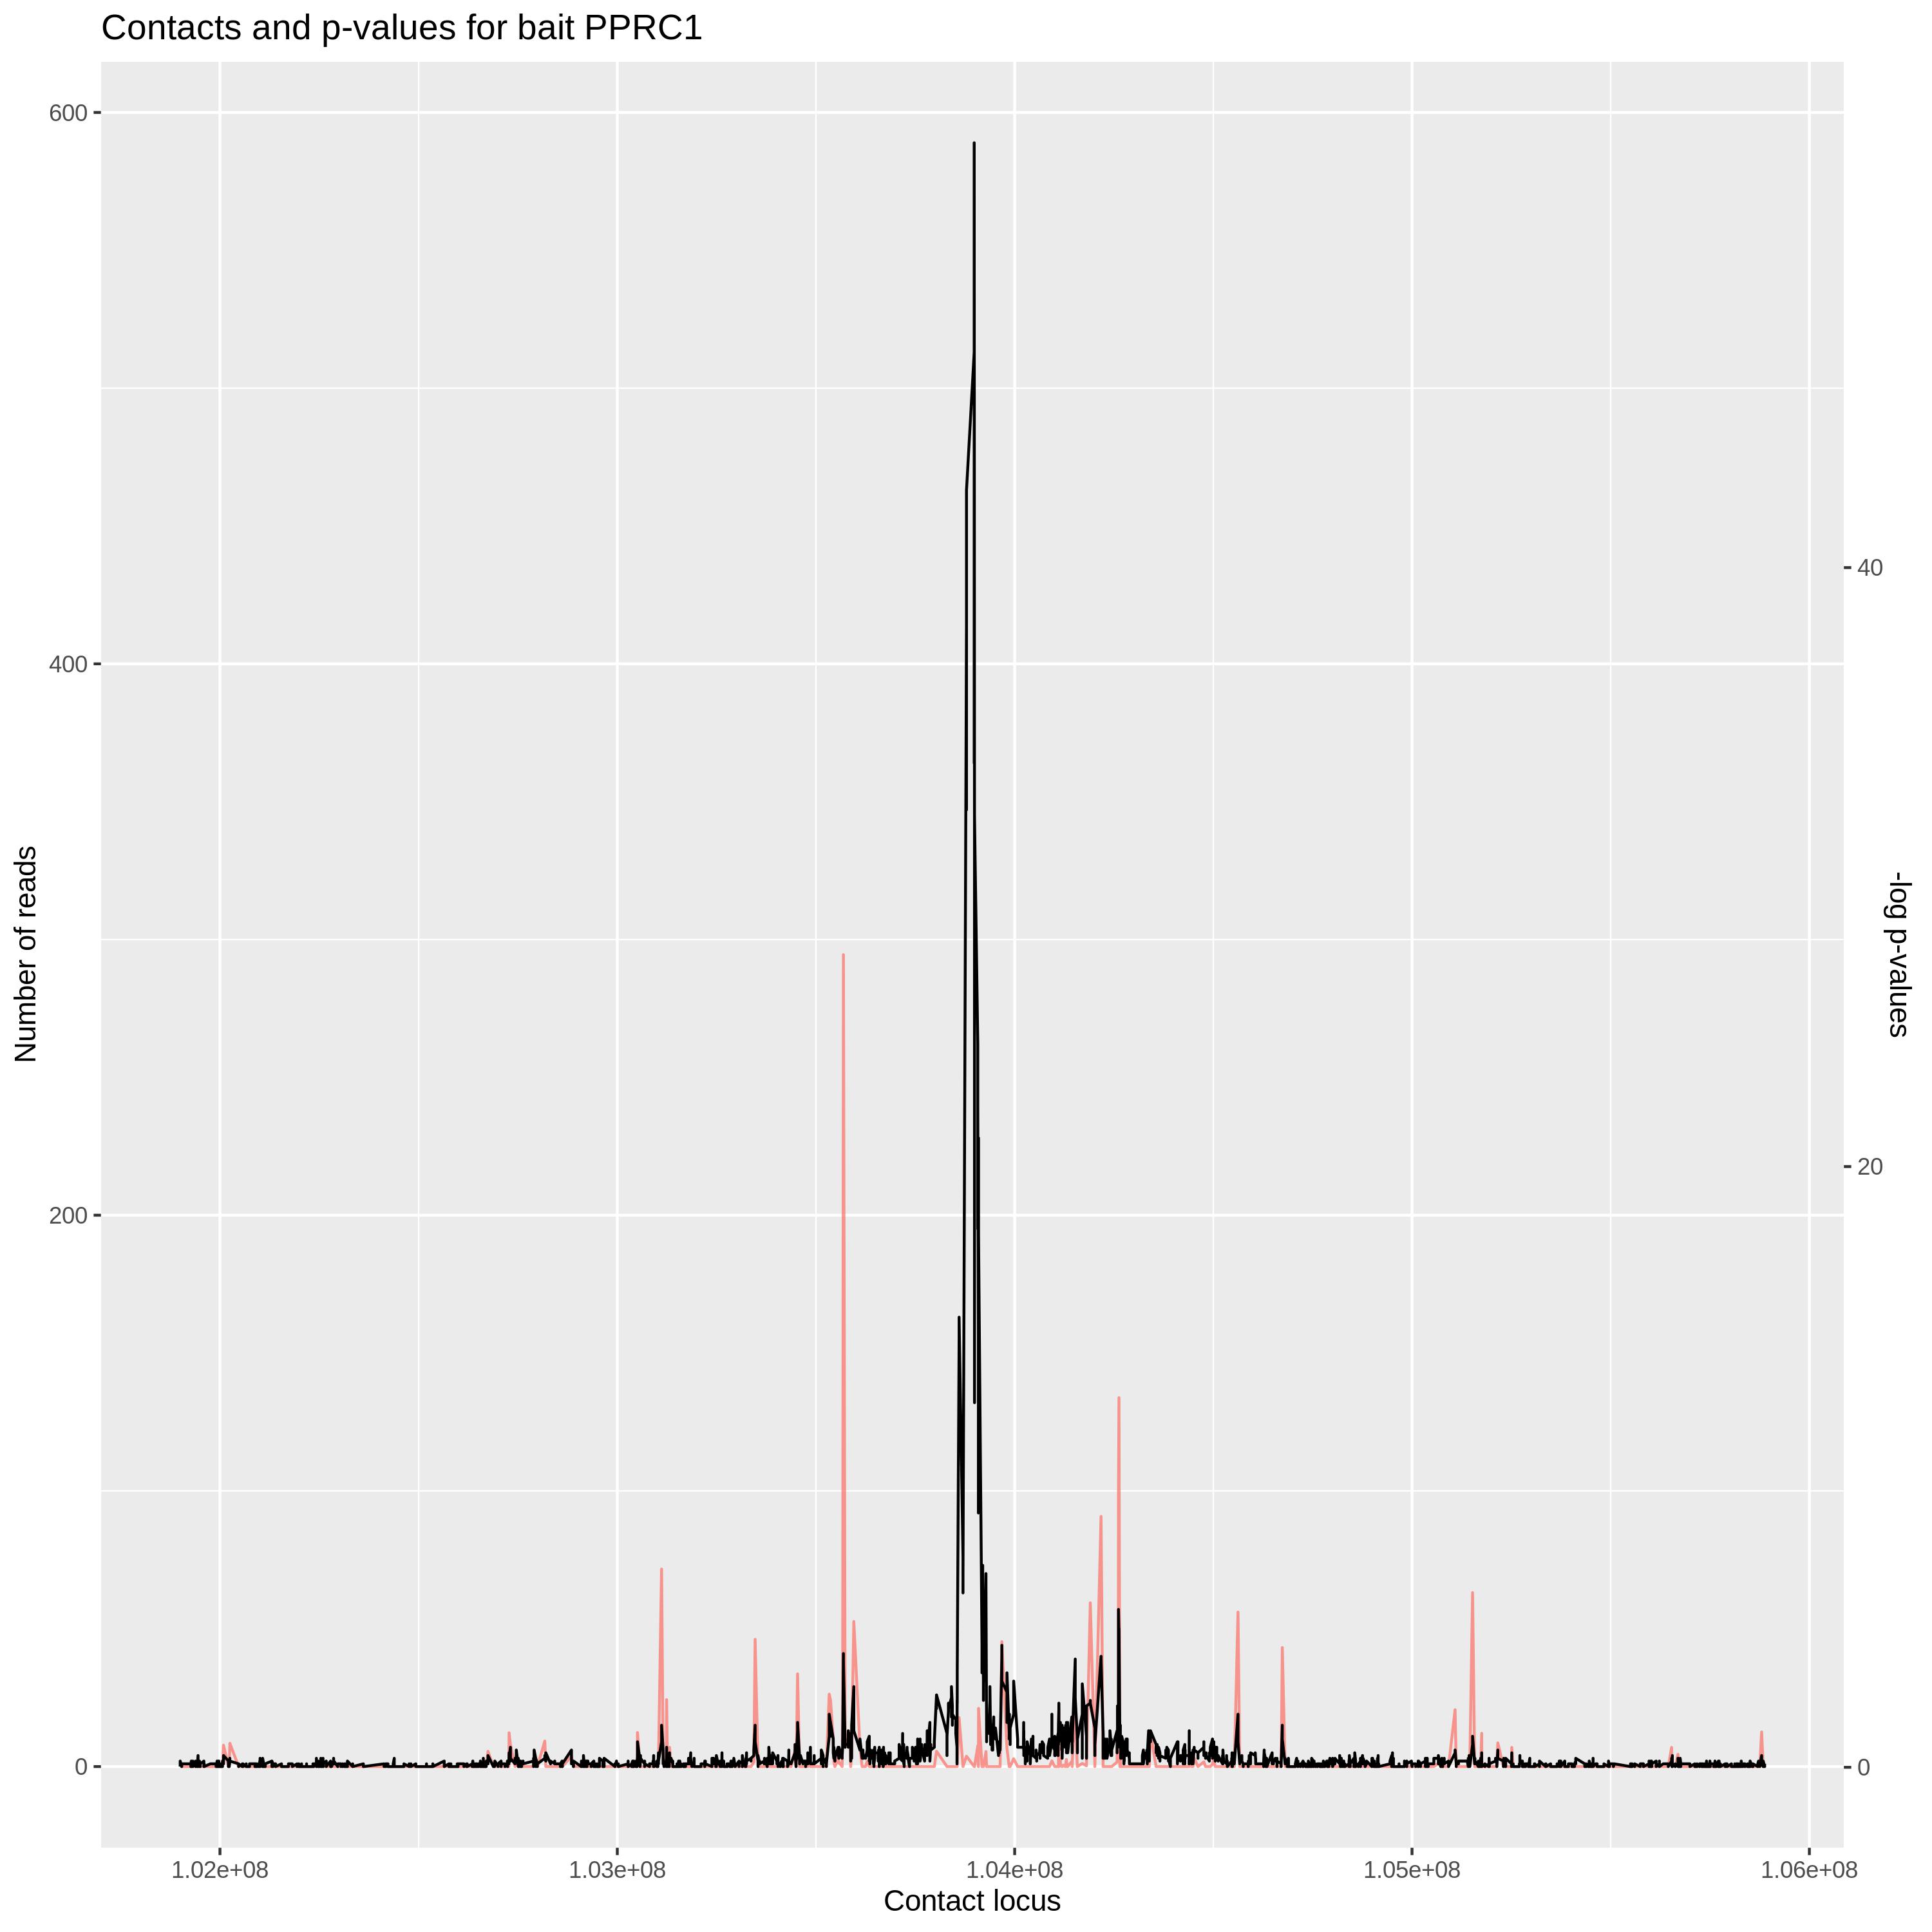 Contacts and p-values for bait PPRC1
600
400
200
0
Number of reads
40
20
0
-log p-values
1.02e+08
1.03e+08
1.04e+08
1.05e+08
1.06e+08
Contact locus